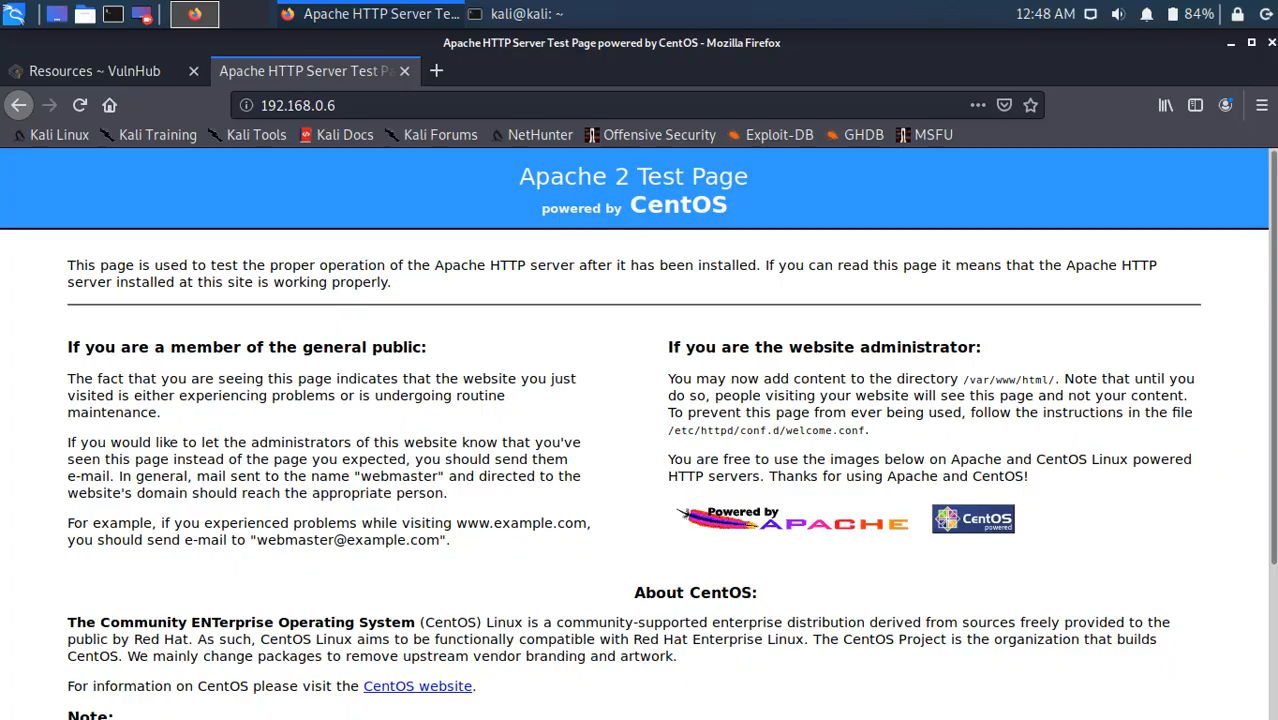 Apache HTTP Server Te...
kali@kali: ~
12:48 AM
84%
Apache HTTP Server Test Page powered by CentOS - Mozilla Firefox
Resources ~ VulnHub
Apache HTTP Server Test Pa
192.168.0.6
Kali Linux
Kali Training
Kali Tools
Kali Docs
Kali Forums
NetHunter
Offensive Security
Exploit-DB
GHDB
MSFU
Apache 2 Test Page
powered by CentOS
This page is used to test the proper operation of the Apache HTTP server after it has been installed. If you can read this page it means that the Apache HTTP
server installed at this site is working properly.
If you are a member of the general public:
The fact that you are seeing this page indicates that the website you just
visited is either experiencing problems or is undergoing routine
maintenance.
If you would like to let the administrators of this website know that you've
seen this page instead of the page you expected, you should send them
e-mail. In general, mail sent to the name "webmaster" and directed to the
website's domain should reach the appropriate person.
For example, if you experienced problems while visiting www.example.com,
you should send e-mail to "webmaster@example.com".
If you are the website administrator:
You may now add content to the directory /var/www/html/. Note that until you
do so, people visiting your website will see this page and not your content.
To prevent this page from ever being used, follow the instructions in the file
/etc/httpd/conf.d/welcome.conf.
You are free to use the images below on Apache and CentOS Linux powered
HTTP servers. Thanks for using Apache and CentOS!
Powered by
APACHE
CentOS
powered
About CentOS:
The Community ENTerprise Operating System (CentOS) Linux is a community-supported enterprise distribution derived from sources freely provided to the
public by Red Hat. As such, CentOS Linux aims to be functionally compatible with Red Hat Enterprise Linux. The CentOS Project is the organization that builds
CentOS. We mainly change packages to remove upstream vendor branding and artwork.
For information on CentOS please visit the CentOS website.
Note: